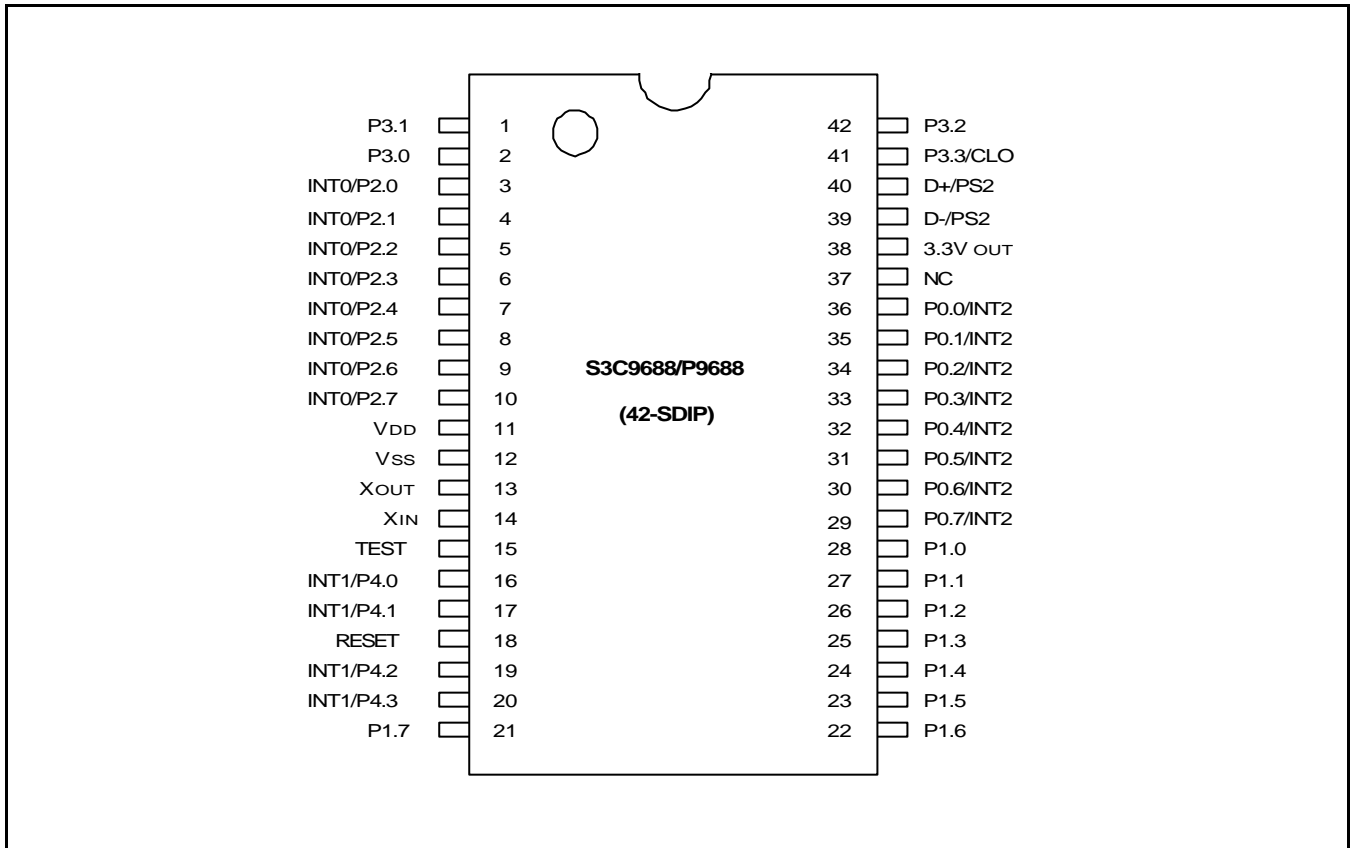 P3.1 1 42 P3.2
P3.0 2 41 P3.3/CLO
INT0/P2.0 3 40 D+/PS2
INT0/P2.1 4 39 D-/PS2
INT0/P2.2 5 38 3.3V OUT
INT0/P2.3 6 37 NC
INT0/P2.4 7 36 P0.0/INT2
INT0/P2.5 8 35 P0.1/INT2
INT0/P2.6 9 S3C9688/P9688 34 P0.2/INT2
INT0/P2.7 10 (42-SDIP) 33 P0.3/INT2
VDD 11 32 P0.4/INT2
VSS 12 31 P0.5/INT2
XOUT 13 30 P0.6/INT2
XIN 14 29 P0.7/INT2
TEST 15 28 P1.0
INT1/P4.0 16 27 P1.1
INT1/P4.1 17 26 P1.2
RESET 18 25 P1.3
INT1/P4.2 19 24 P1.4
INT1/P4.3 20 23 P1.5
P1.7 21 22 P1.6